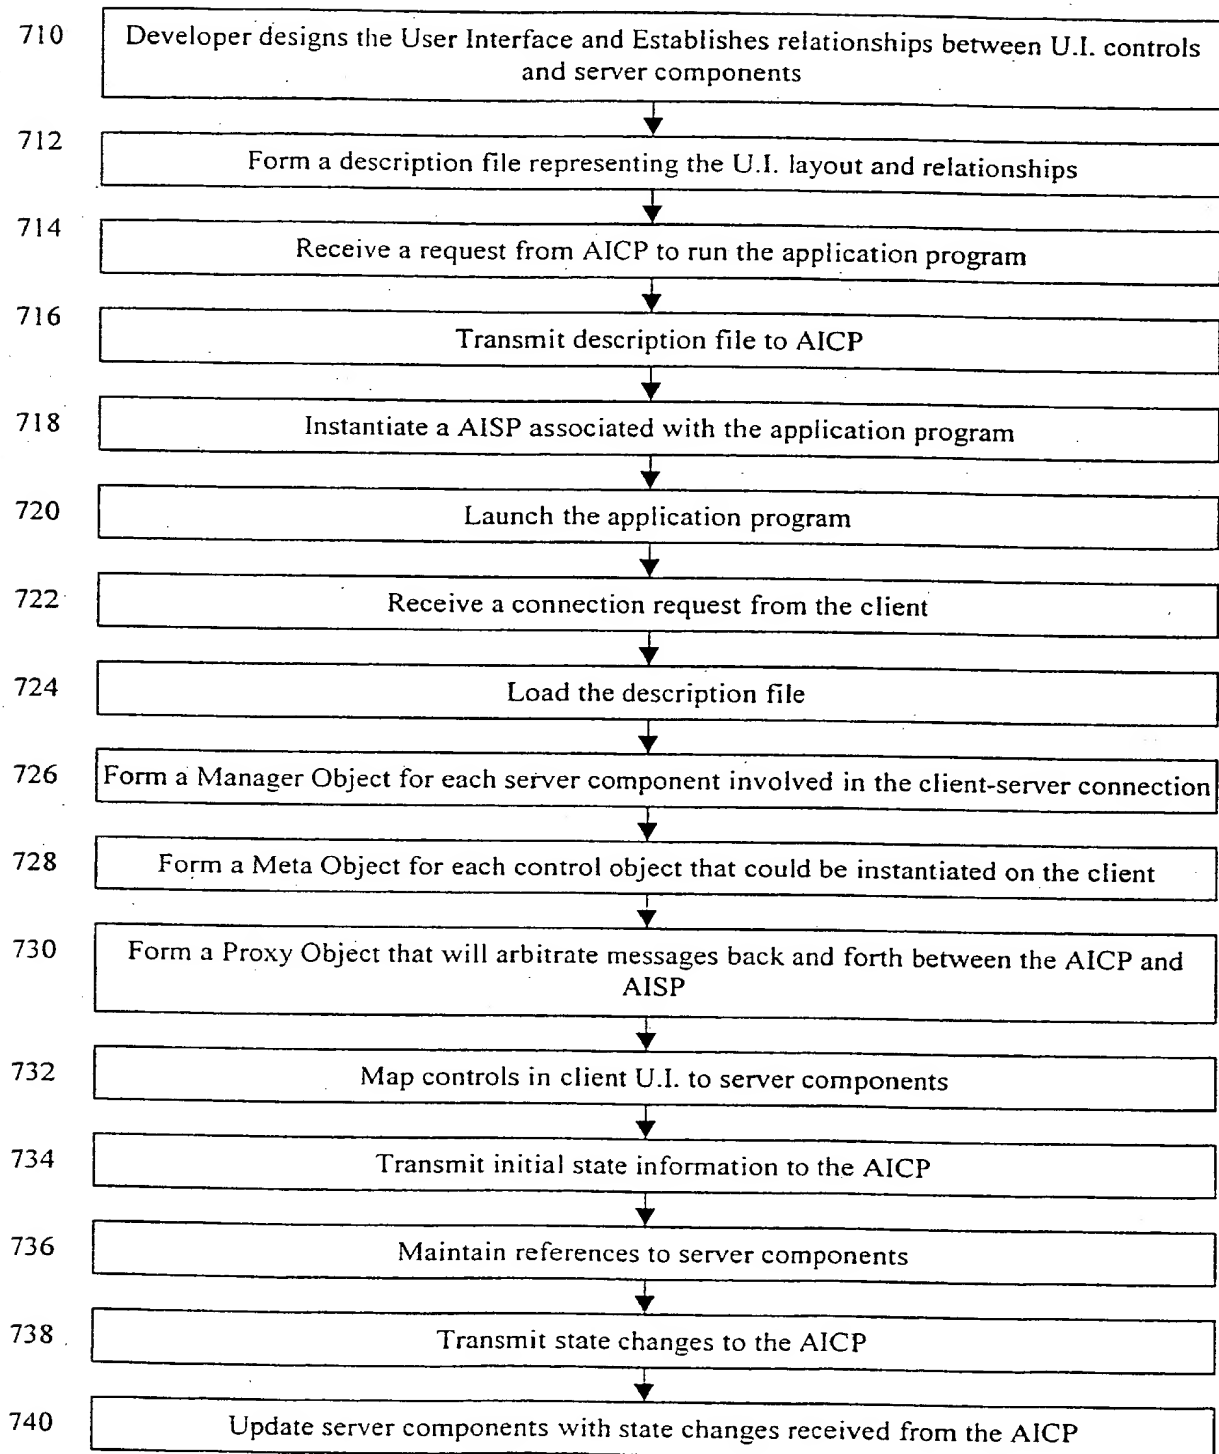 710
Developer designs the User Interface and Establishes relationships between U.I. controls
and server components
712
Form a description file representing the U.I. layout and relationships
714
Receive a request from AICP to run the application program
716
Transmit description file to AICP
718
Instantiate a AISP associated with the application program
720
Launch the application program
722
Receive a connection request from the client
724
Load the description file
726
Form a Manager Object for each server component involved in the client-server connection
728
Form a Meta Object for each control object that could be instantiated on the client
730
Form a Proxy Object that will arbitrate messages back and forth between the AICP and
AISP
732
Map controls in client U.I. to server components
734
Transmit initial state information to the AICP
736
Maintain references to server components
738
Transmit state changes to the AICP
740
Update server components with state changes received from the AICP